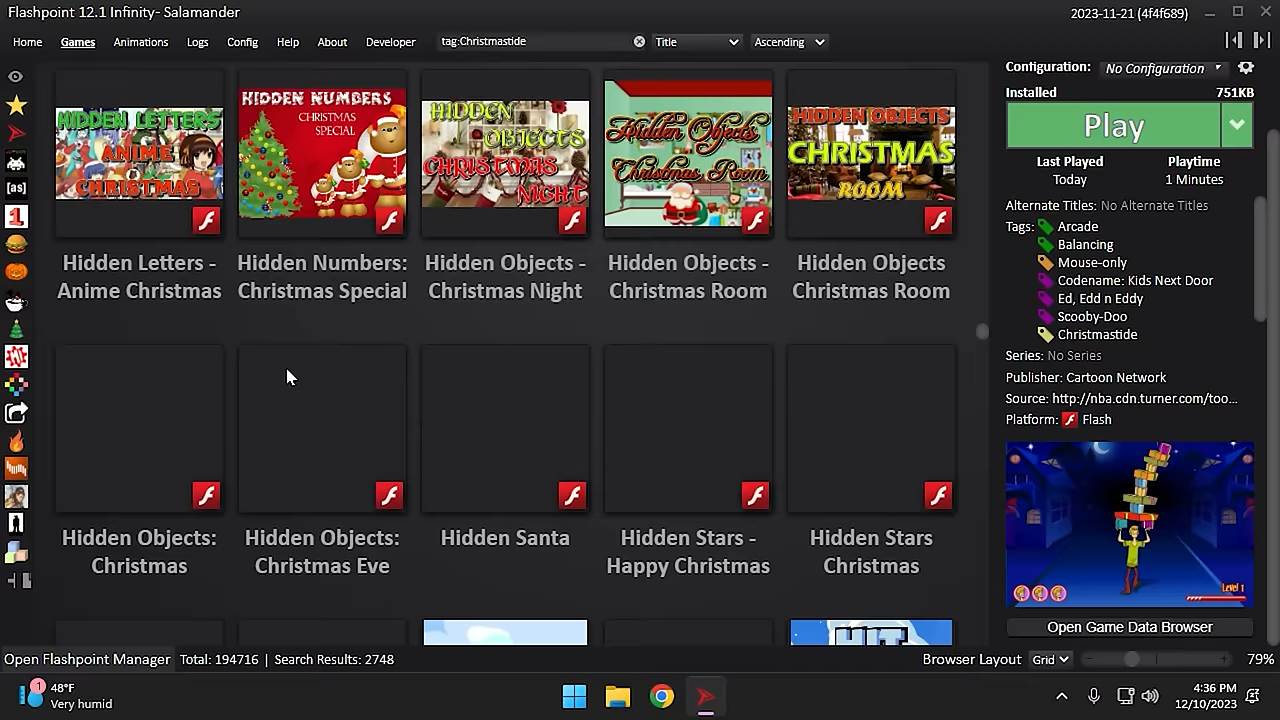 Flashpoint 12.1 Infinity- Salamander
2023-11-21 (4f4f689)
Home Games Animations Logs Config Help About Developer tag:Christmastide Title Ascending
HIDDEN LETTERS
ANIME
CHRISTMAS
HIDDEN NUMBERS
CHRISTMAS
SPECIAL
HIDDEN
OBJECTS
CHRISTMAS
NIGHT
Hidden Objects
Christmas Room
HIDDEN OBJECTS
CHRISTMAS
ROOM
Hidden Letters -
Anime Christmas
Hidden Numbers:
Christmas Special
Hidden Objects -
Christmas Night
Hidden Objects -
Christmas Room
Hidden Objects
Christmas Room
Hidden Objects:
Christmas
Hidden Objects:
Christmas Eve
Hidden Santa
Hidden Stars -
Happy Christmas
Hidden Stars
Christmas
HIT
Configuration: No Configuration
Installed 751KB
Play
Last Played
Today
Playtime
1 Minutes
Alternate Titles: No Alternate Titles
Tags: Arcade
Balancing
Mouse-only
Codename: Kids Next Door
Ed, Edd n Eddy
Scooby-Doo
Christmastide
Series: No Series
Publisher: Cartoon Network
Source: http://nba.cdn.turner.com/too...
Platform: Flash
Level 1
Open Game Data Browser
[as]
1
Open Flashpoint Manager Total: 194716 | Search Results: 2748
Browser Layout Grid 79%
1
48°F
Very humid
4:36 PM
12/10/2023